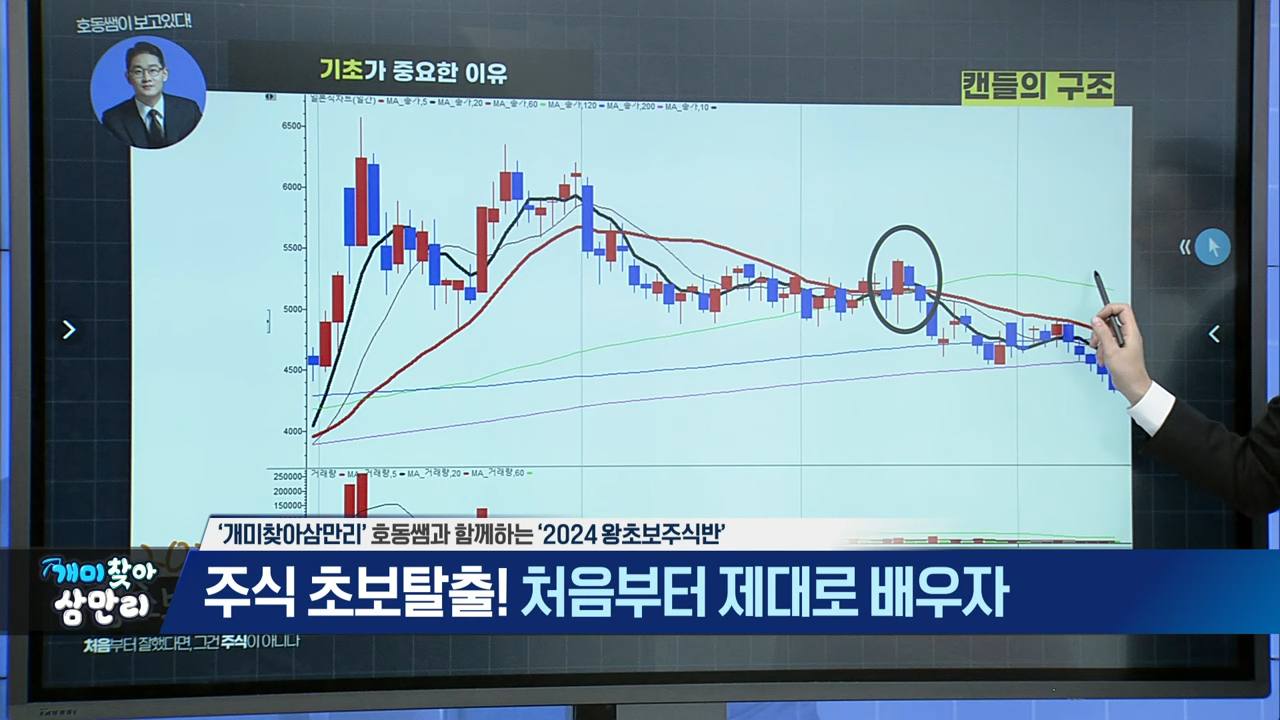 호동쌤이 보고있다!
기초가 중요한 이유
캔들의 구조
일본식차트(일간) MA_종가,5 MA_종가,20 MA_종가,60 MA_종가,120 MA_종가,200 MA_종가,10
6500
6000
5500
5000
4500
4000
거래량 MA_거래량,5 MA_거래량,20 MA_거래량,60
250000
200000
150000
'개미찾아삼만리' 호동쌤과 함께하는 '2024 왕초보주식반'
개미찾아
삼만리
주식 초보탈출! 처음부터 제대로 배우자
처음부터 잘했다면, 그건 주식이 아니다